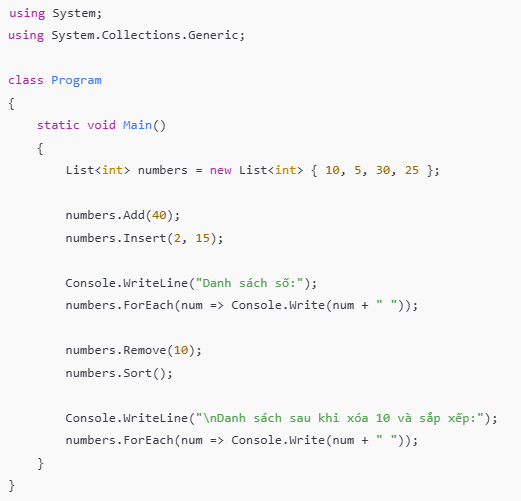 using System;
using System.Collections.Generic;

class Program
{
    static void Main()
    {
        List<int> numbers = new List<int> { 10, 5, 30, 25 };

        numbers.Add(40);
        numbers.Insert(2, 15);

        Console.WriteLine("Danh sách số:");
        numbers.ForEach(num => Console.Write(num + " "));

        numbers.Remove(10);
        numbers.Sort();

        Console.WriteLine("\nDanh sách sau khi xóa 10 và sắp xếp:");
        numbers.ForEach(num => Console.Write(num + " "));
    }
}